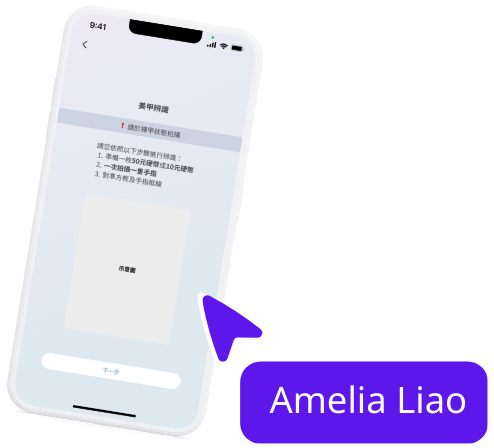 9:41
美甲辨識
❗ 請於裸甲狀態拍攝
請您依照以下步驟進行辨識：
1. 準備一枚50元硬幣或10元硬幣
2. 一次拍攝一隻手指
3. 對準方框及手指框線
示意圖
下一步
Amelia Liao